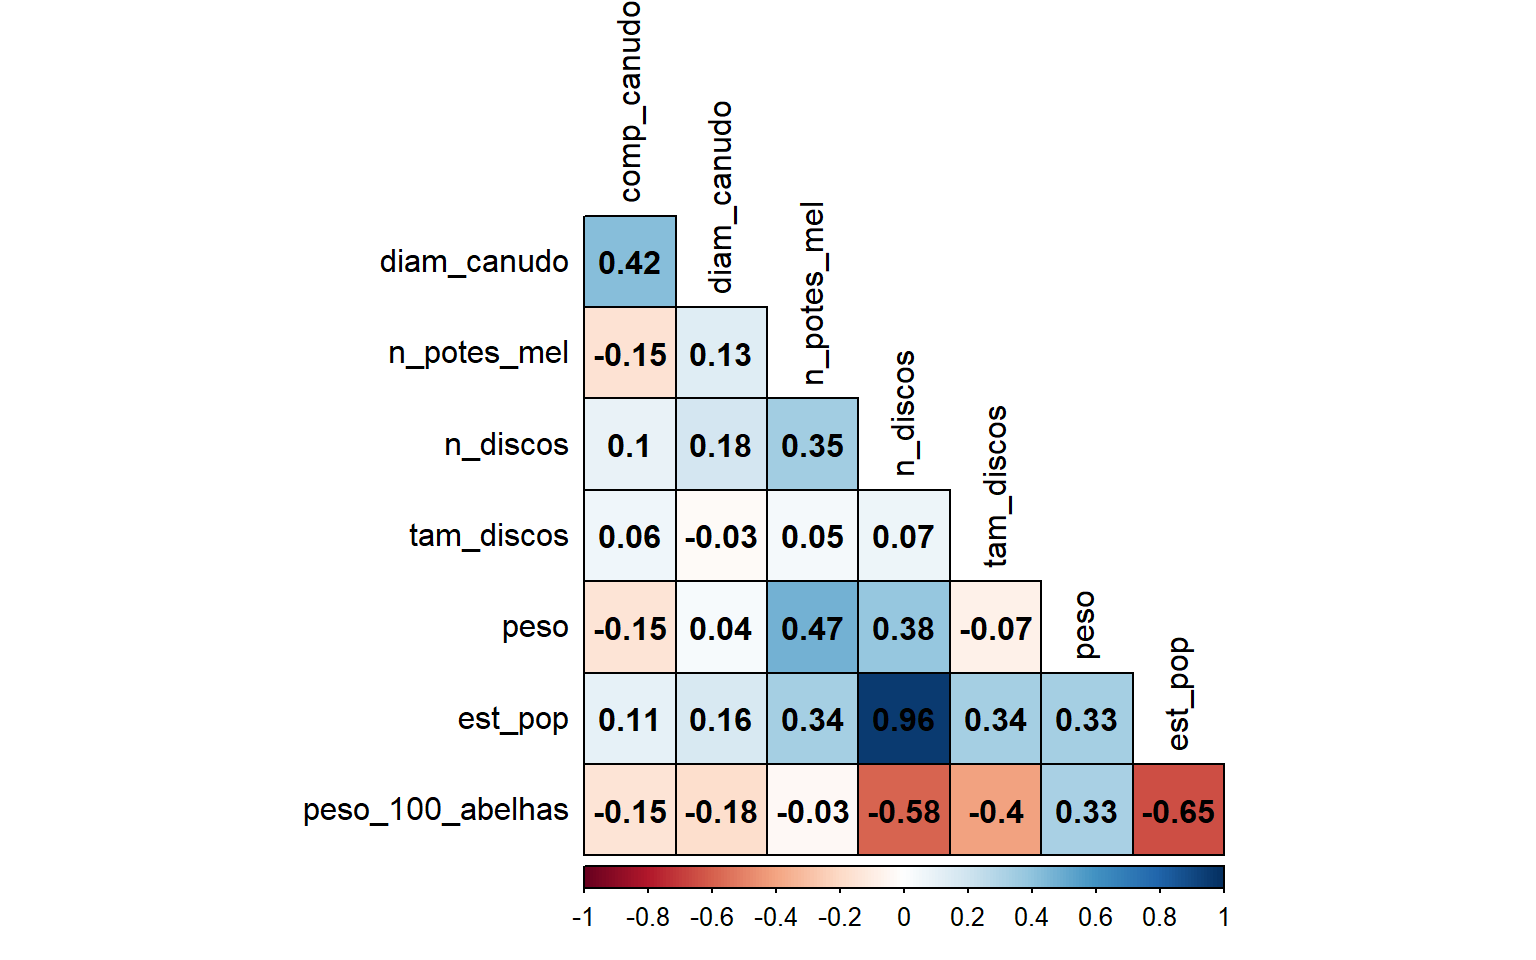 comp_canudo
diam_canudo
n_potes_mel
n_discos
tam_discos
peso
est_pop
diam_canudo 0.42
n_potes_mel -0.15 0.13
n_discos 0.1 0.18 0.35
tam_discos 0.06 -0.03 0.05 0.07
peso -0.15 0.04 0.47 0.38 -0.07
est_pop 0.11 0.16 0.34 0.96 0.34 0.33
peso_100_abelhas -0.15 -0.18 -0.03 -0.58 -0.4 0.33 -0.65
-1 -0.8 -0.6 -0.4 -0.2 0 0.2 0.4 0.6 0.8 1